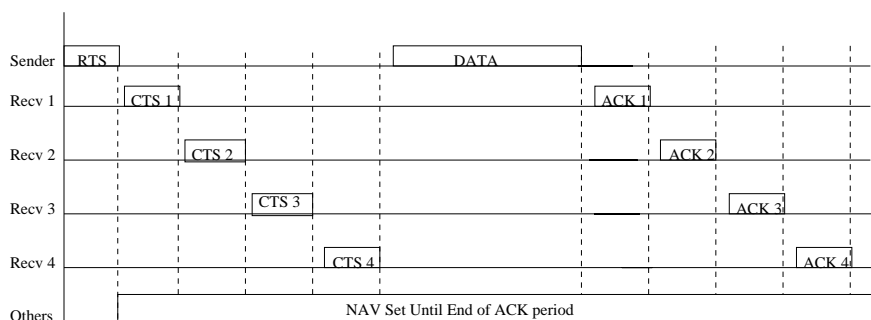 Sender RTS DATA
Recv 1 CTS 1 ACK 1
Recv 2 CTS 2 ACK 2
Recv 3 CTS 3 ACK 3
Recv 4 CTS 4 ACK 4
Others NAV Set Until End of ACK period